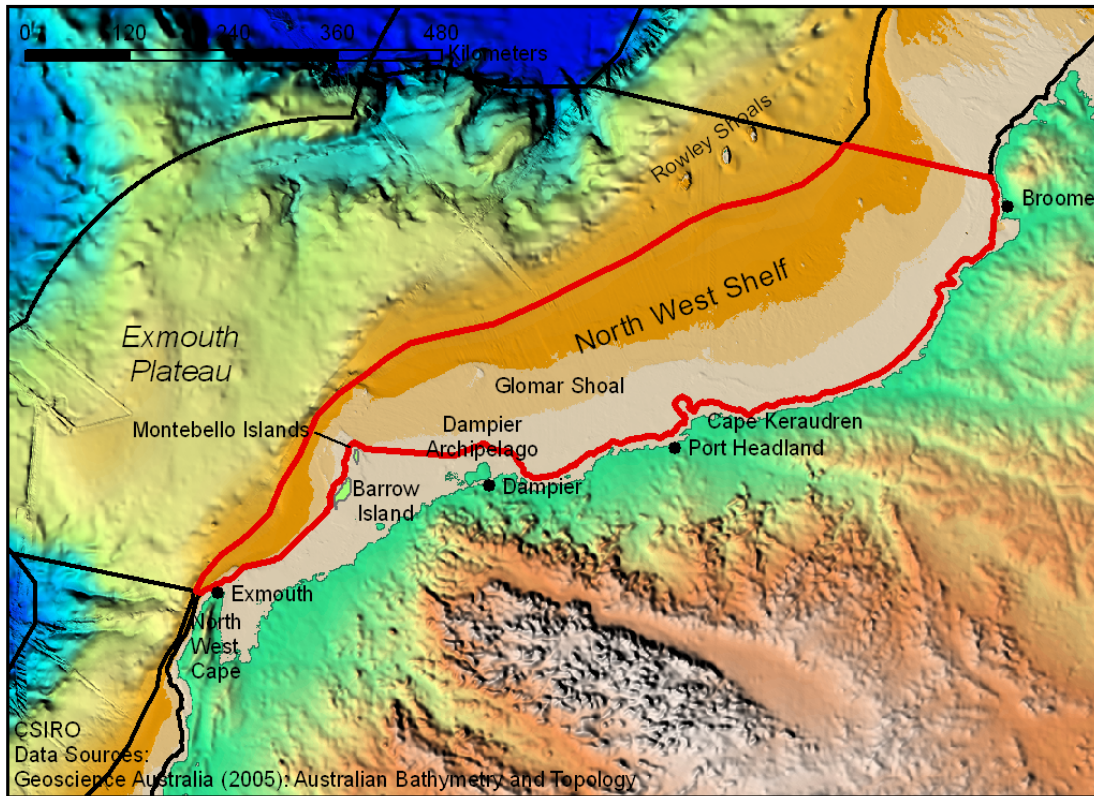 0 120 240 360 480
Kilometers
Rowley Shoals
Broome
North West Shelf
Exmouth
Plateau
Glomar Shoal
Montebello Islands
Dampier
Archipelago
Cape Keraudren
Port Headland
Barrow
Island
Dampier
Exmouth
North
West
Cape
CSIRO
Data Sources:
Geoscience Australia (2005): Australian Bathymetry and Topology